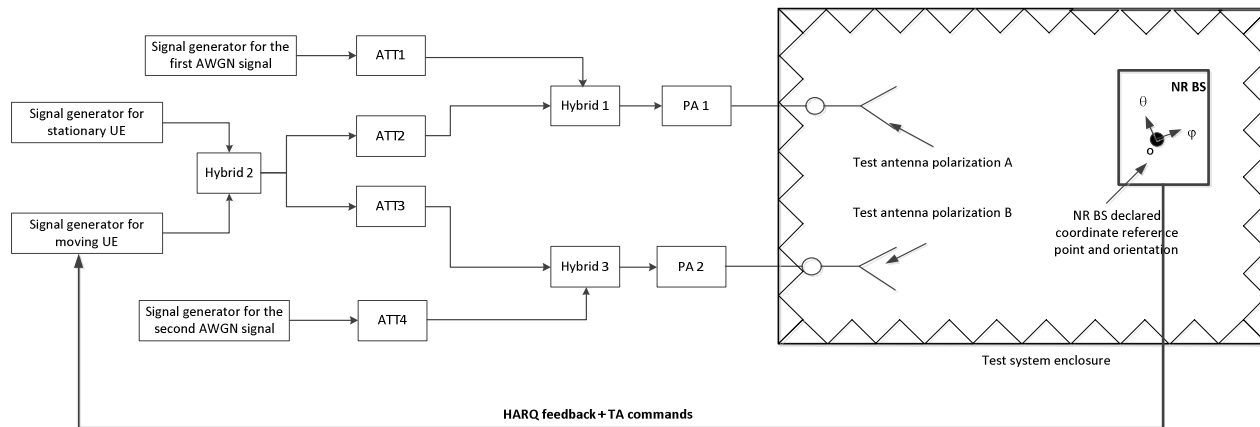 Signal generator for the
first AWGN signal
ATT1
Signal generator for
stationary UE
Hybrid 2
ATT2
Hybrid 1
PA 1
ATT3
Signal generator for
moving UE
Hybrid 3
PA 2
Signal generator for the
second AWGN signal
ATT4
Test antenna polarization A
Test antenna polarization B
NR BS
θ
φ
o
NR BS declared
coordinate reference
point and orientation
Test system enclosure
HARQ feedback+TA commands